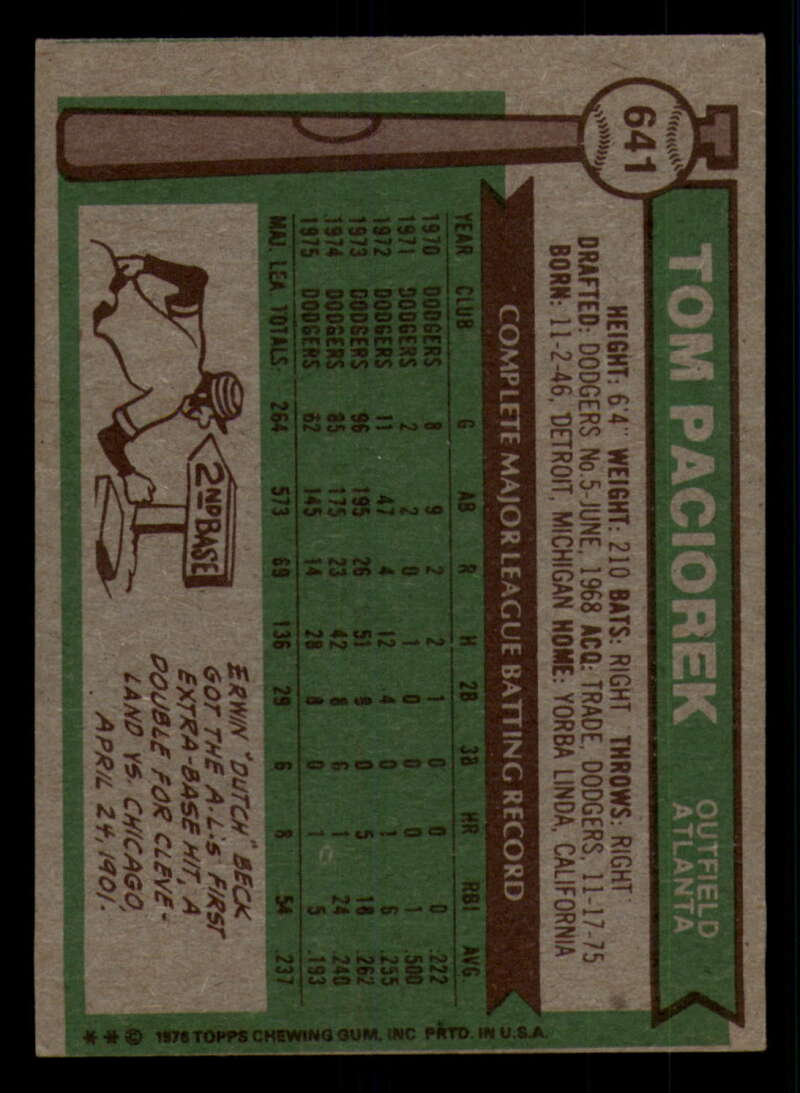 641
TOM PACIOREK
OUTFIELD
ATLANTA
HEIGHT: 6'4" WEIGHT: 210 BATS: RIGHT THROWS: RIGHT
DRAFTED: DODGERS No.5-JUNE, 1968 ACQ: TRADE, DODGERS, 11-17-75
BORN: 11-2-46, DETROIT, MICHIGAN HOME: YORBA LINDA, CALIFORNIA
COMPLETE MAJOR LEAGUE BATTING RECORD
YEAR CLUB G AB R H 2B 3B HR RBI AVG.
1970 DODGERS 8 9 2 2 1 0 0 0 .222
1971 DODGERS 2 2 0 1 0 0 0 1 .500
1972 DODGERS 11 47 4 12 4 0 1 6 .255
1973 DODGERS 96 195 26 51 8 0 5 18 .262
1974 DODGERS 85 175 23 42 8 6 1 24 .240
1975 DODGERS 62 145 14 28 8 0 1 5 .193
MAJ. LEA. TOTALS 264 573 69 136 29 6 8 54 .237
2ND BASE
ERWIN "DUTCH" BECK
GOT THE A.L.'S FIRST
EXTRA-BASE HIT, A
DOUBLE FOR CLEVE-
LAND VS. CHICAGO,
APRIL 24, 1901.
** © 1976 TOPPS CHEWING GUM, INC PRTD. IN U.S.A.